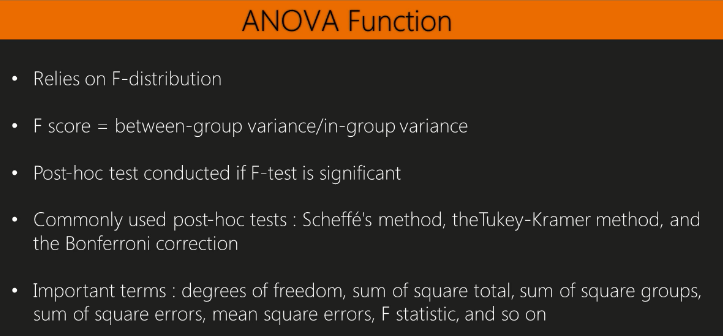 ANOVA Function
• Relies on F-distribution
• F score = between-group variance/in-group variance
• Post-hoc test conducted if F-test is significant
• Commonly used post-hoc tests : Scheffé's method, theTukey-Kramer method, and
the Bonferroni correction
• Important terms : degrees of freedom, sum of square total, sum of square groups,
sum of square errors, mean square errors, F statistic, and so on